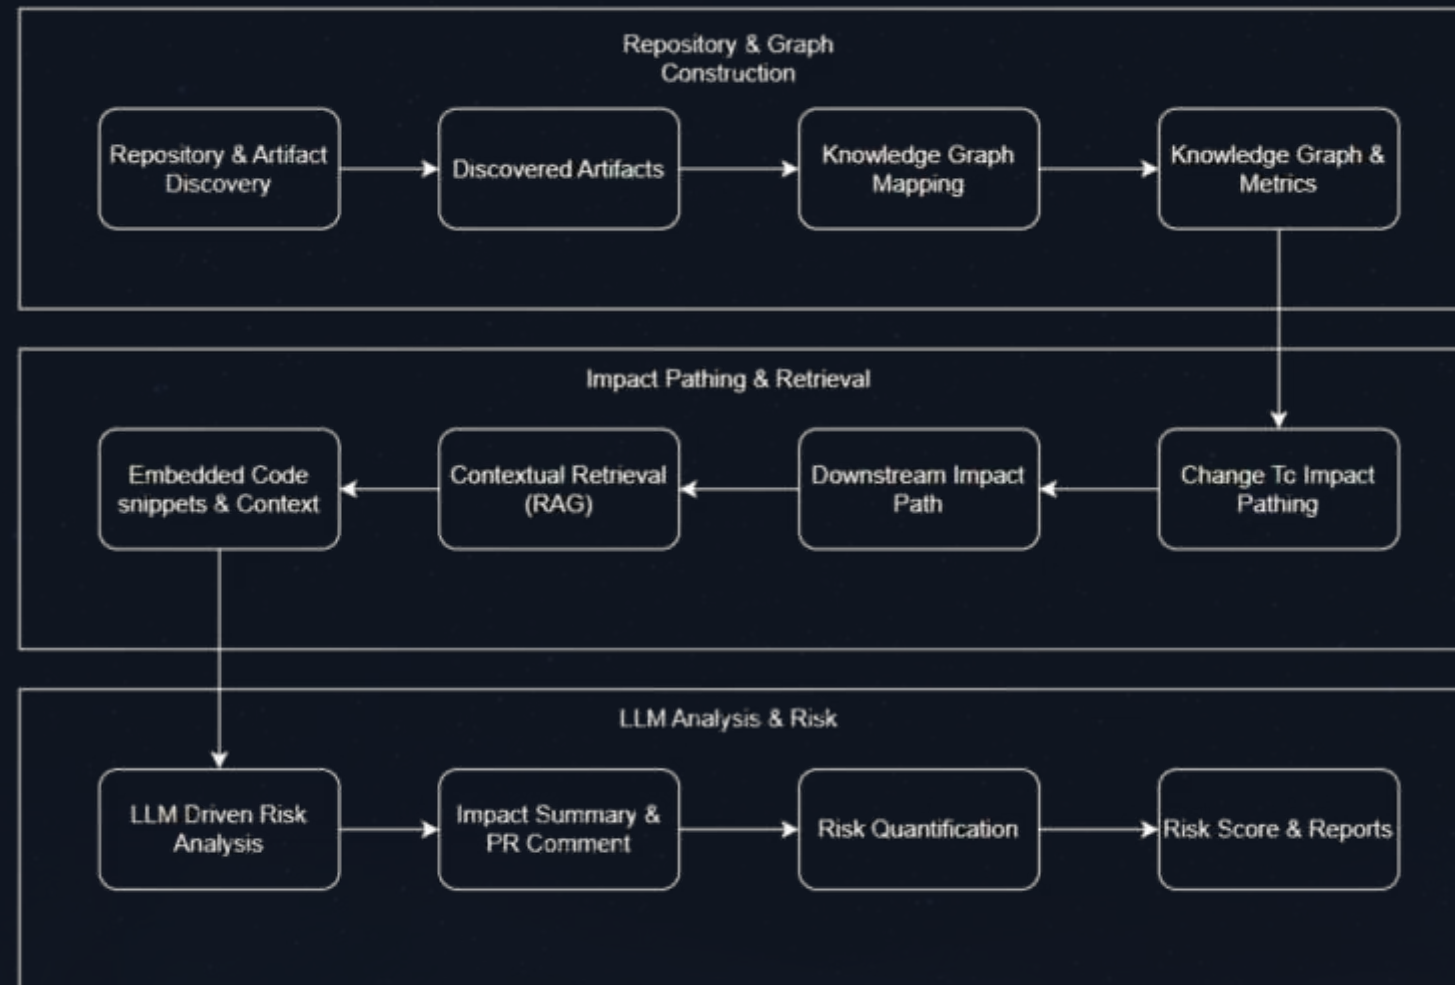 Repository & Graph
Construction
Repository & Artifact
Discovery
Discovered Artifacts
Knowledge Graph
Mapping
Knowledge Graph &
Metrics
Impact Pathing & Retrieval
Embedded Code
snippets & Context
Contextual Retrieval
(RAG)
Downstream Impact
Path
Change Tc Impact
Pathing
LLM Analysis & Risk
LLM Driven Risk
Analysis
Impact Summary &
PR Comment
Risk Quantification
Risk Score & Reports